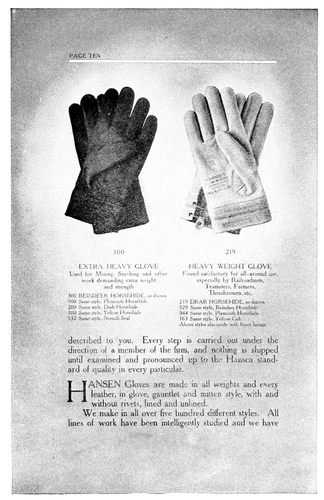 PAGE TEN
300
EXTRA HEAVY GLOVE
Used for Mining, Smelting and other
work demanding extra weight
and strength
300 REINDEER HORSEHIDE, as shown
900 Same style, Plymouth Horsehide
200 Same style, Drab Horsehide
340 Same style, Yellow Horsehide
532 Same style, Norush Seal
219
HEAVY WEIGHT GLOVE
Found satisfactory for all-around use,
especially by Railroadmen,
Teamsters, Farmers,
Threshermen, etc.
219 DRAB HORSEHIDE, as shown
329 Same style, Reindeer Horsehide
944 Same style, Plymouth Horsehide
163 Same style, Yellow Calf
Above styles also made with fleece linings
described to you. Every step is carried out under the
direction of a member of the firm, and nothing is shipped
until examined and pronounced up to the Hansen stand-
ard of quality in every particular.
HANSEN Gloves are made in all weights and every
leather, in glove, gauntlet and mitten style, with and
without rivets, lined and unlined.
We make in all over five hundred different styles. All
lines of work have been intelligently studied and we have